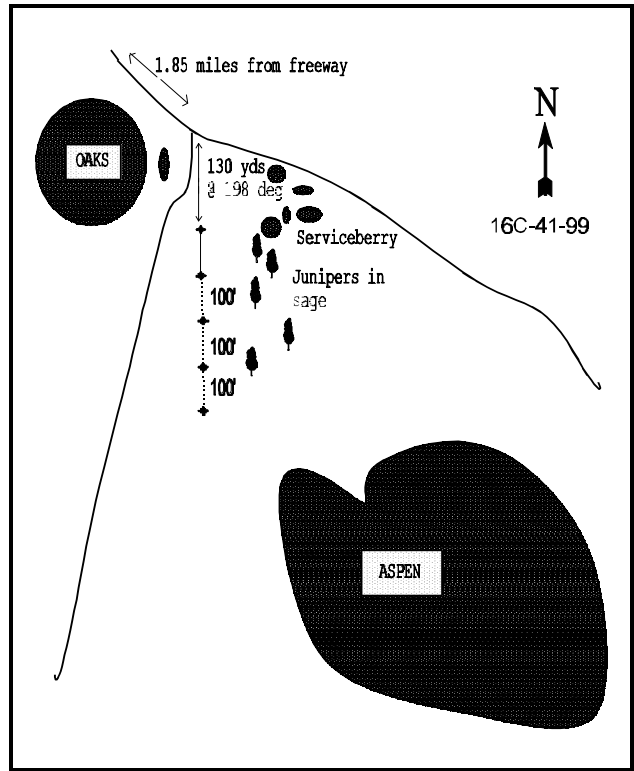 1.85 miles from freeway
N
OAKS
130 yds
@ 198 deg
16C-41-99
Serviceberry
Junipers in
sage
100'
100'
100'
ASPEN